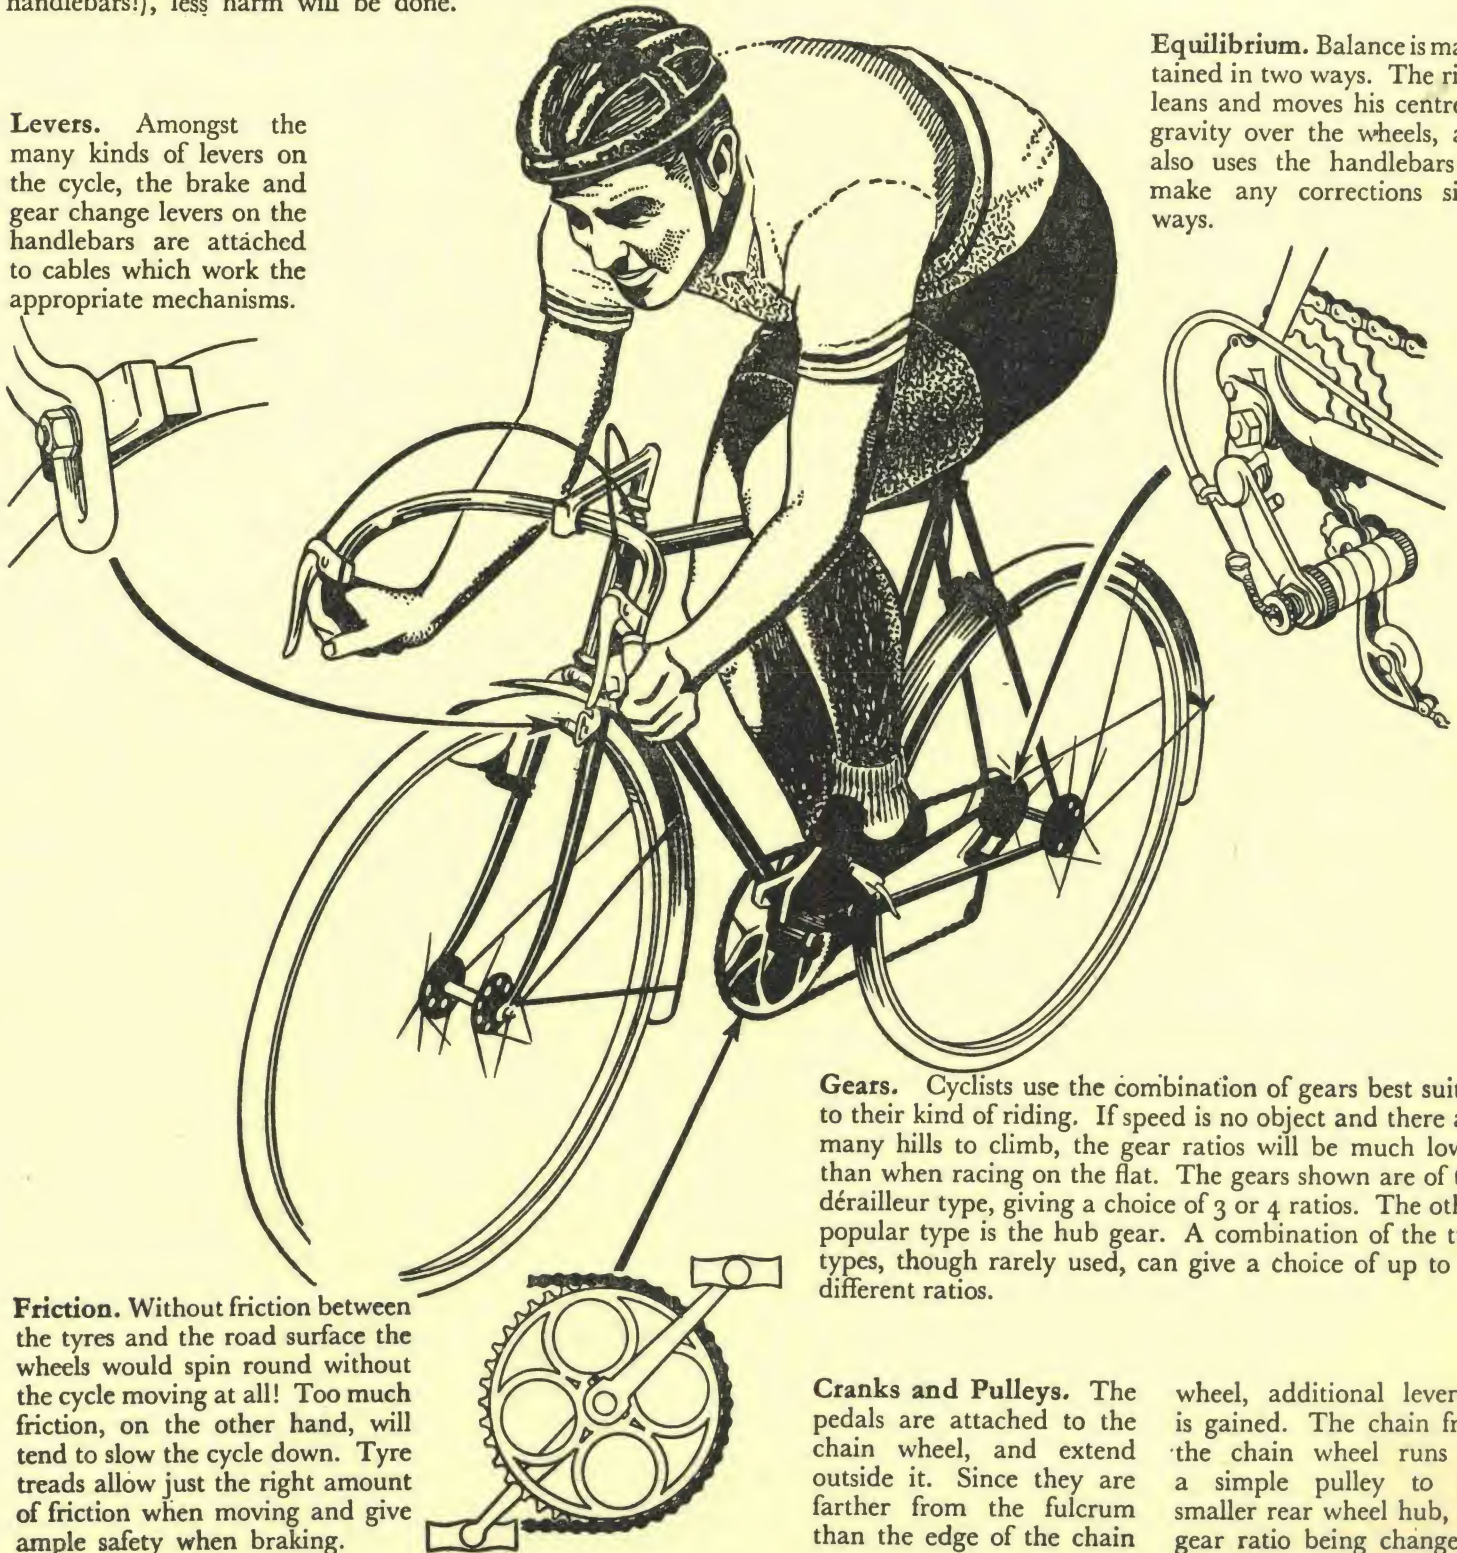 handlebars!), less harm will be done.
Levers. Amongst the
many kinds of levers on
the cycle, the brake and
gear change levers on the
handlebars are attached
to cables which work the
appropriate mechanisms.
Equilibrium. Balance is ma
tained in two ways. The ri
leans and moves his centre
gravity over the wheels, a
also uses the handlebars
make any corrections si
ways.
Gears. Cyclists use the combination of gears best suit
to their kind of riding. If speed is no object and there a
many hills to climb, the gear ratios will be much low
than when racing on the flat. The gears shown are of t
dérailleur type, giving a choice of 3 or 4 ratios. The oth
popular type is the hub gear. A combination of the t
types, though rarely used, can give a choice of up to
different ratios.
Friction. Without friction between
the tyres and the road surface the
wheels would spin round without
the cycle moving at all! Too much
friction, on the other hand, will
tend to slow the cycle down. Tyre
treads allow just the right amount
of friction when moving and give
ample safety when braking.
Cranks and Pulleys. The
pedals are attached to the
chain wheel, and extend
outside it. Since they are
farther from the fulcrum
than the edge of the chain
wheel, additional lever
is gained. The chain fr
the chain wheel runs
a simple pulley to
smaller rear wheel hub,
gear ratio being change